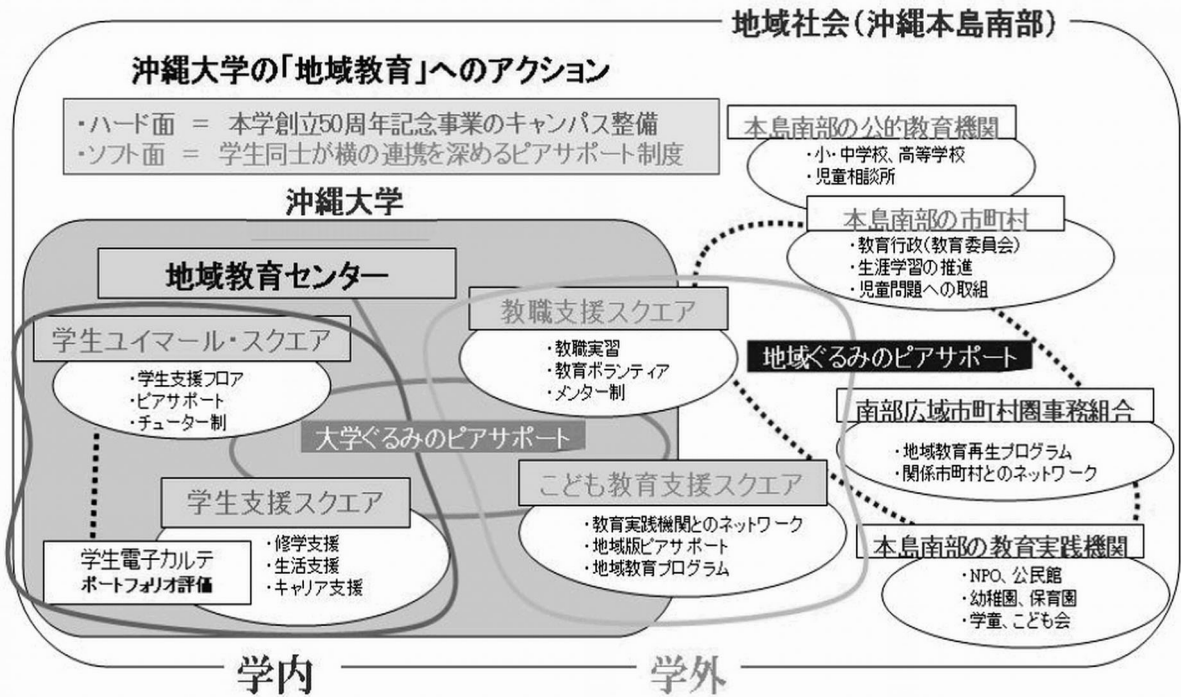 地域社会(沖縄本島南部)
沖縄大学の「地域教育」へのアクション
・ハード面 = 本学創立50周年記念事業のキャンパス整備
・ソフト面 = 学生同士が横の連携を深めるピアサポート制度
本島南部の公的教育機関
・小・中学校、高等学校
・児童相談所
沖縄大学
本島南部の市町村
・教育行政(教育委員会)
・生涯学習の推進
・児童問題への取組
地域教育センター
学生ユイマール・スクエア
・学生支援フロア
・ピアサポート
・チューター制
教職支援スクエア
・教職実習
・教育ボランティア
・メンター制
地域ぐるみのピアサポート
大学ぐるみのピアサポート
南部広域市町村圏事務組合
・地域教育再生プログラム
・関係市町村とのネットワーク
学生支援スクエア
・修学支援
・生活支援
・キャリア支援
こども教育支援スクエア
・教育実践機関とのネットワーク
・地域版ピアサポート
・地域教育プログラム
学生電子カルテ
ポートフォリオ評価
本島南部の教育実践機関
・NPO、公民館
・幼稚園、保育園
・学童、こども会
学内
学外